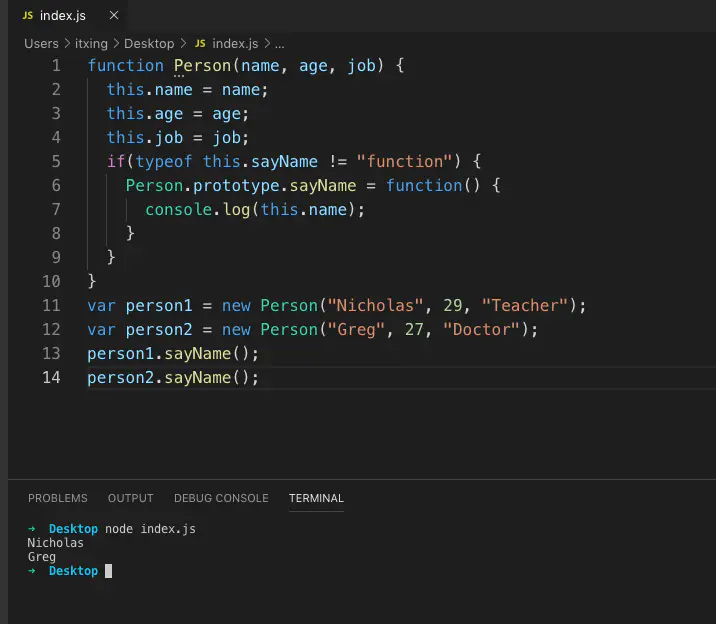 JS index.js ×
Users > itxing > Desktop > JS index.js > ...
1 function Person(name, age, job) {
2 this.name = name;
3 this.age = age;
4 this.job = job;
5 if(typeof this.sayName != "function") {
6 Person.prototype.sayName = function() {
7 console.log(this.name);
8 }
9 }
10 }
11 var person1 = new Person("Nicholas", 29, "Teacher");
12 var person2 = new Person("Greg", 27, "Doctor");
13 person1.sayName();
14 person2.sayName();
PROBLEMS OUTPUT DEBUG CONSOLE TERMINAL
→ Desktop node index.js
Nicholas
Greg
→ Desktop